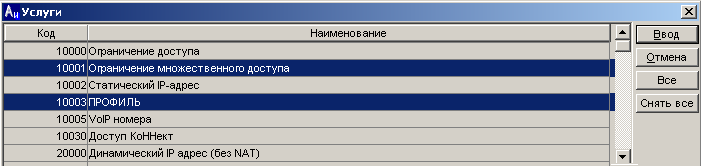 Ац Услуги
Код Наименование
10000 Ограничение доступа
10001 Ограничение множественного доступа
10002 Статический IP-адрес
10003 ПРОФИЛЬ
10005 VoIP номера
10030 Доступ КоННект
20000 Динамический IP адрес (без NAT)
Ввод
Отмена
Все
Снять все